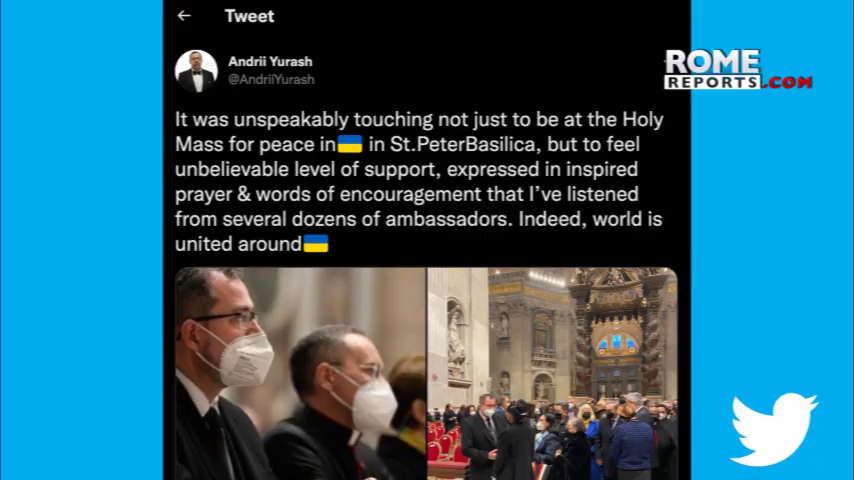 Tweet
Andrii Yurash
@AndriiYurash
ROME
REPORTS.COM
It was unspeakably touching not just to be at the Holy
Mass for peace in🇺🇦 in St.PeterBasilica, but to feel
unbelievable level of support, expressed in inspired
prayer & words of encouragement that I’ve listened
from several dozens of ambassadors. Indeed, world is
united around🇺🇦